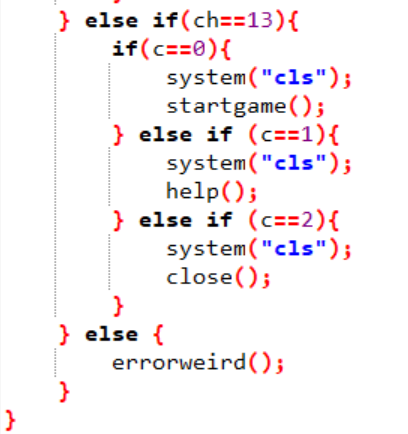 } else if(ch==13){
if(c==0){
system("cls");
startgame();
} else if (c==1){
system("cls");
help();
} else if (c==2){
system("cls");
close();
}
} else {
errorweird();
}
}